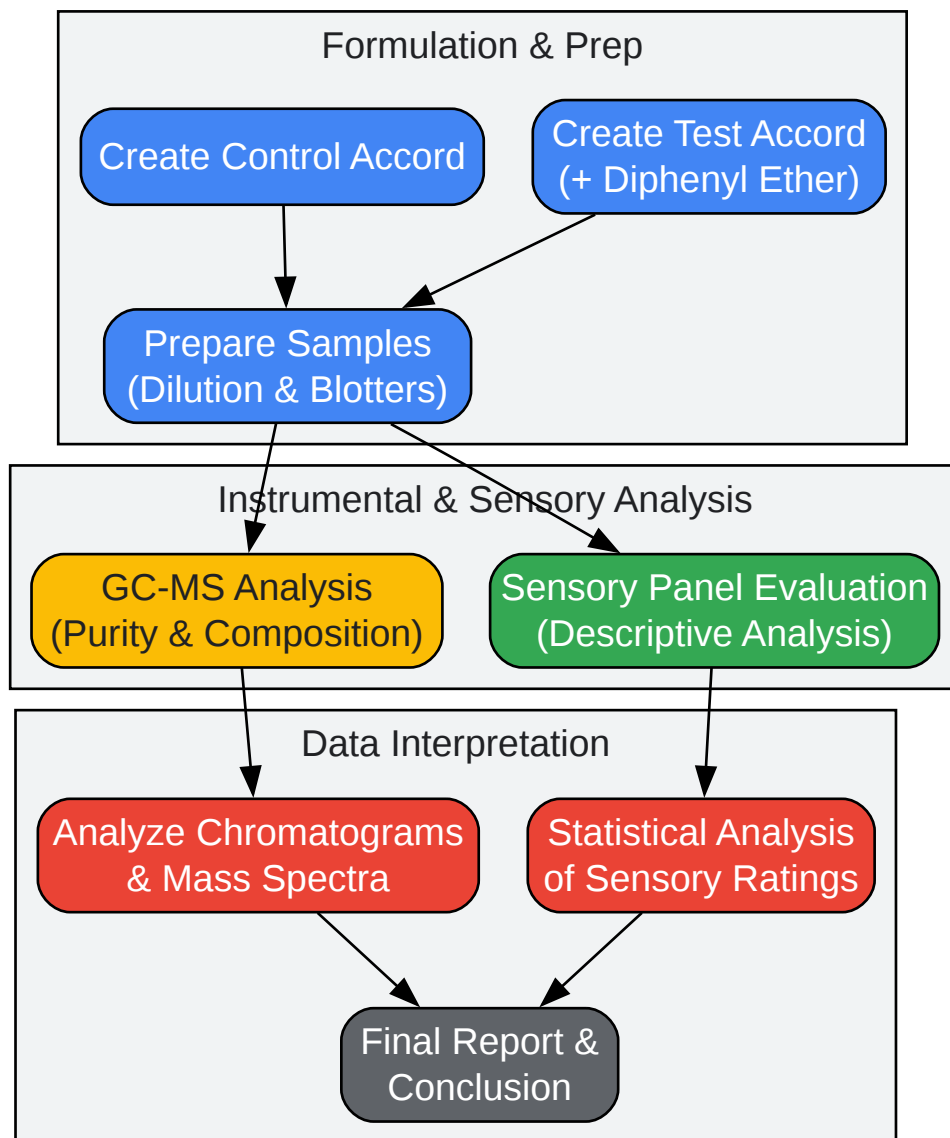 Formulation & Prep
Create Control Accord
Create Test Accord
(+ Diphenyl Ether)
Prepare Samples
(Dilution & Blotters)
Instrumental & Sensory Analysis
GC-MS Analysis
(Purity & Composition)
Sensory Panel Evaluation
(Descriptive Analysis)
Data Interpretation
Analyze Chromatograms
& Mass Spectra
Statistical Analysis
of Sensory Ratings
Final Report &
Conclusion